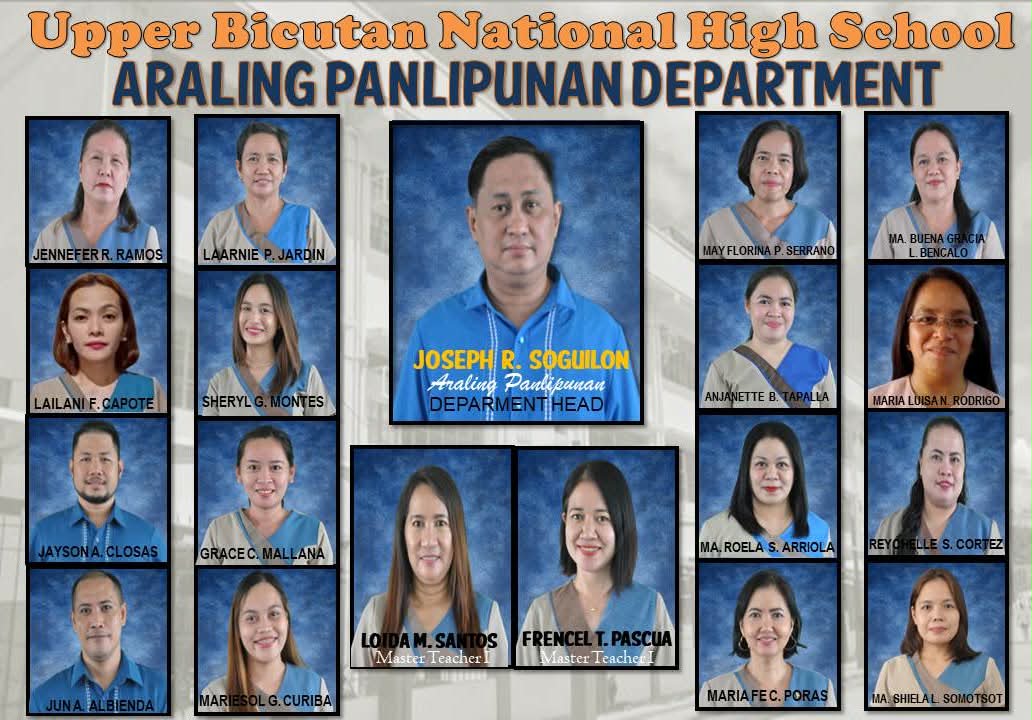 Upper Bicutan National High School
ARALING PANLIPUNAN DEPARTMENT
JENNEFER R. RAMOS
LAARNIE P. JARDIN
JOSEPH R. SOGUILON
Araling Panlipunan
DEPARMENT HEAD
MAY FLORINA P. SERRANO
MA. BUENA GRACIA
L. BENCALO
LAILANI F. CAPOTE
SHERYL G. MONTES
ANJANETTE B. TAPALLA
MARIA LUISA N. RODRIGO
JAYSON A. CLOSAS
GRACE C. MALLANA
LOIDA M. SANTOS
Master Teacher I
FRENCEL T. PASCUA
Master Teacher I
MA. ROELA S. ARRIOLA
REYCHELLE S. CORTEZ
JUN A. ALBIENDA
MARIESOL G. CURIBA
MARIA FE C. PORAS
MA. SHIELA L. SOMOTSOT